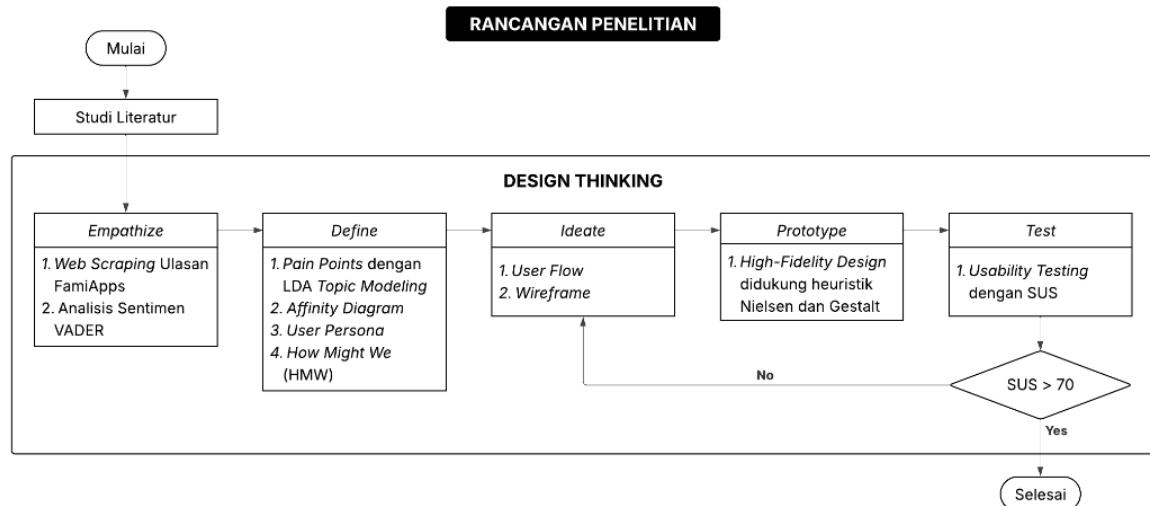 RANCANGAN PENELITIAN
Mulai
Studi Literatur
DESIGN THINKING
Empathize
1. Web Scraping Ulasan
FamiApps
2. Analisis Sentimen
VADER
Define
1. Pain Points dengan
LDA Topic Modeling
2. Affinity Diagram
3. User Persona
4. How Might We
(HMW)
Ideate
1. User Flow
2. Wireframe
Prototype
1. High-Fidelity Design
didukung heuristik
Nielsen dan Gestalt
Test
1. Usability Testing
dengan SUS
SUS > 70
No
Yes
Selesai